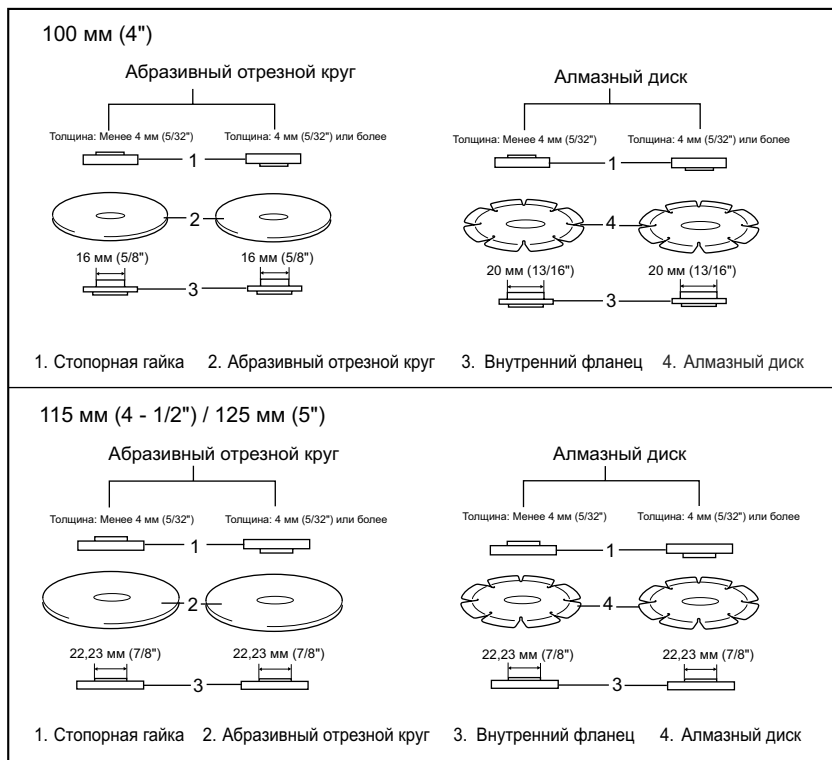 100 мм (4")
Абразивный отрезной круг
Алмазный диск
Толщина: Менее 4 мм (5/32") Толщина: 4 мм (5/32") или более
Толщина: Менее 4 мм (5/32") Толщина: 4 мм (5/32") или более
1
1
2
4
16 мм (5/8") 16 мм (5/8")
20 мм (13/16") 20 мм (13/16")
3
3
1. Стопорная гайка 2. Абразивный отрезной круг 3. Внутренний фланец 4. Алмазный диск
115 мм (4 - 1/2") / 125 мм (5")
Абразивный отрезной круг
Алмазный диск
Толщина: Менее 4 мм (5/32") Толщина: 4 мм (5/32") или более
Толщина: Менее 4 мм (5/32") Толщина: 4 мм (5/32") или более
1
1
2
4
22,23 мм (7/8") 22,23 мм (7/8")
22,23 мм (7/8") 22,23 мм (7/8")
3
3
1. Стопорная гайка 2. Абразивный отрезной круг 3. Внутренний фланец 4. Алмазный диск